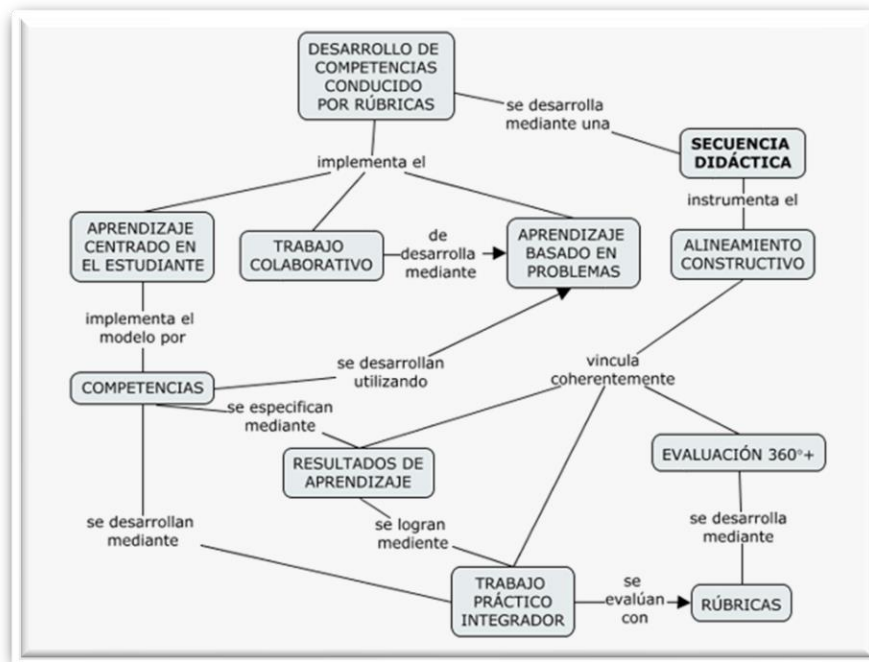 DESARROLLO DE
COMPETENCIAS
CONDUCIDO
POR RÚBRICAS
se desarrolla
mediante una
SECUENCIA
DIDÁCTICA
implementa el
instrumenta el
APRENDIZAJE
CENTRADO EN
EL ESTUDIANTE
TRABAJO
COLABORATIVO
de
desarrolla
mediante
APRENDIZAJE
BASADO EN
PROBLEMAS
ALINEAMIENTO
CONSTRUCTIVO
implementa el
modelo por
se desarrollan
utilizando
vincula
coherentemente
COMPETENCIAS
se especifican
mediante
RESULTADOS DE
APRENDIZAJE
EVALUACIÓN 360°+
se desarrollan
mediante
se logran
mediente
se desarrolla
mediante
TRABAJO
PRÁCTICO
INTEGRADOR
se
evalúan
con
RÚBRICAS